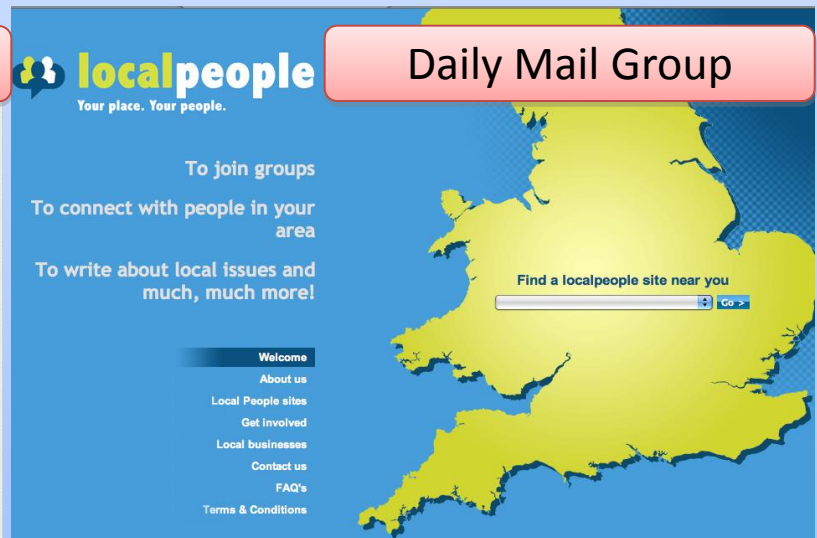 localpeople
Your place. Your people.
Daily Mail Group
To join groups
To connect with people in your
area
To write about local issues and
much, much more!
Find a localpeople site near you
Go >
Welcome
About us
Local People sites
Get involved
Local businesses
Contact us
FAQ's
Terms & Conditions